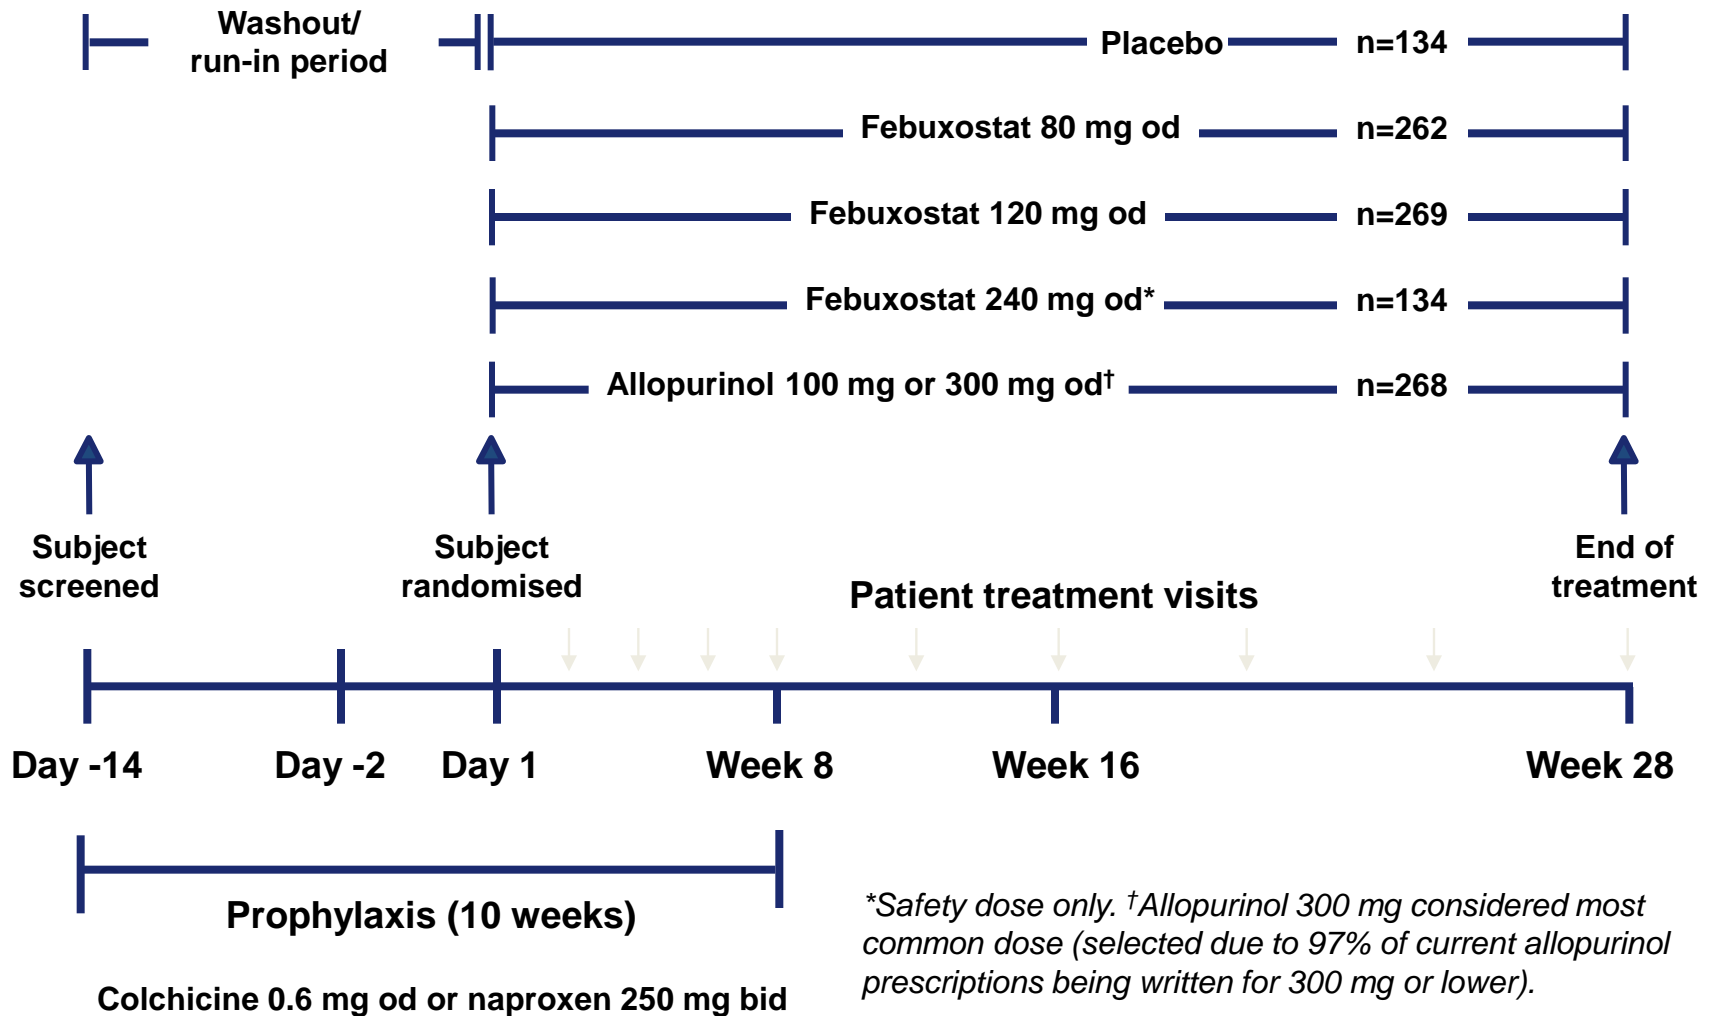 Washout/
run-in period
Placebo n=134
Febuxostat 80 mg od n=262
Febuxostat 120 mg od n=269
Febuxostat 240 mg od* n=134
Allopurinol 100 mg or 300 mg od† n=268
Subject
screened
Subject
randomised
End of
treatment
Patient treatment visits
Day -14 Day -2 Day 1 Week 8 Week 16 Week 28
Prophylaxis (10 weeks)
Colchicine 0.6 mg od or naproxen 250 mg bid
*Safety dose only. †Allopurinol 300 mg considered most
common dose (selected due to 97% of current allopurinol
prescriptions being written for 300 mg or lower).